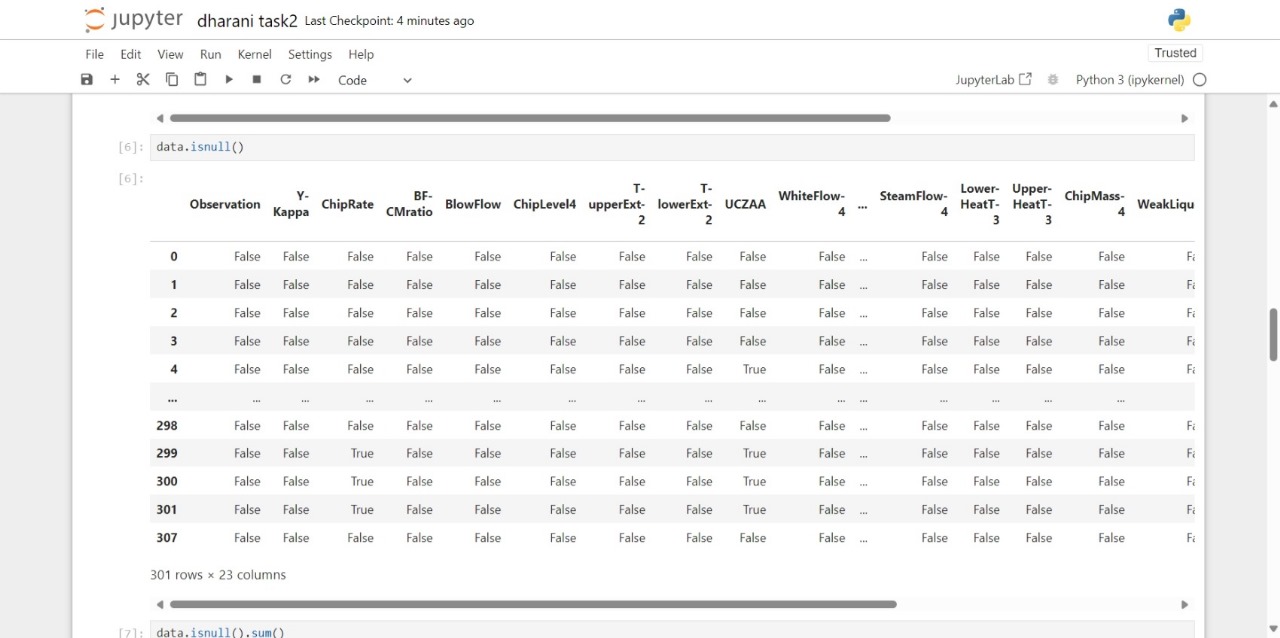 jupyter dharani task2 Last Checkpoint: 4 minutes ago
File Edit View Run Kernel Settings Help
Trusted
Code
JupyterLab Python 3 (ipykernel)
[6]: data.isnull()
[6]:
Observation Y-Kappa ChipRate BF-CMratio BlowFlow ChipLevel4 T-upperExt-2 T-lowerExt-2 UCZAA WhiteFlow-4 ... SteamFlow-4 Lower-HeatT-3 Upper-HeatT-3 ChipMass-4 WeakLiqu
0 False False False False False False False False False False ... False False False False Fa
1 False False False False False False False False False False ... False False False False Fa
2 False False False False False False False False False False ... False False False False Fa
3 False False False False False False False False False False ... False False False False Fa
4 False False False False False False False False True False ... False False False False Fa
... ... ... ... ... ... ... ... ... ... ... ... ... ... ... ...
298 False False False False False False False False False False ... False False False False Fa
299 False False True False False False False False True False ... False False False False Fa
300 False False True False False False False False True False ... False False False False Fa
301 False False True False False False False False True False ... False False False False Fa
307 False False False False False False False False False False ... False False False False Fa
301 rows × 23 columns
[7]: data.isnull().sum()